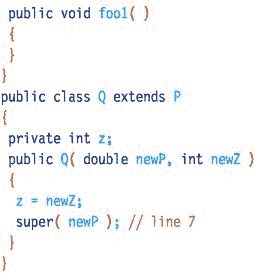 public void foo1( )
{
}
}
public class Q extends P
{
private int z;
public Q( double newP, int newZ )
{
z = newZ;
super( newP ); // line 7
}
}